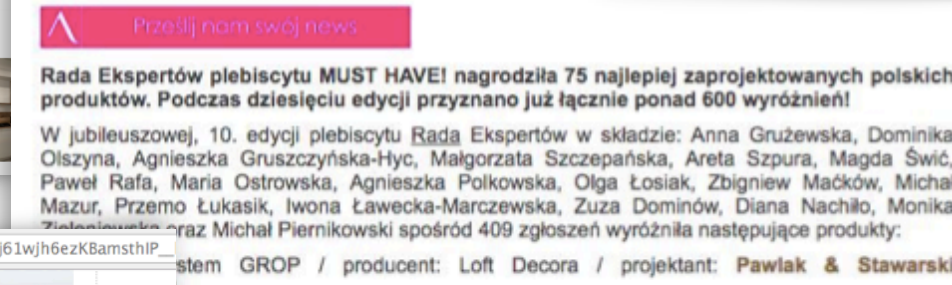 Prześlij nam swój news
Rada Ekspertów plebiscytu MUST HAVE! nagrodziła 75 najlepiej zaprojektowanych polskich
produktów. Podczas dziesięciu edycji przyznano już łącznie ponad 600 wyróżnień!
W jubileuszowej, 10. edycji plebiscytu Rada Ekspertów w składzie: Anna Grużewska, Dominika
Olszyna, Agnieszka Gruszczyńska-Hyc, Małgorzata Szczepańska, Areta Szpura, Magda Świć,
Paweł Rafa, Maria Ostrowska, Agnieszka Polkowska, Olga Łosiak, Zbigniew Maćków, Michał
Mazur, Przemo Łukasik, Iwona Ławecka-Marczewska, Zuza Dominów, Diana Nachiło, Monika
oraz Michał Piernikowski spośród 409 zgłoszeń wyróżniła następujące produkty:
j61wjh6ezKBamsthIP__
stem GROP / producent: Loft Decora / projektant: Pawlak & Stawarski